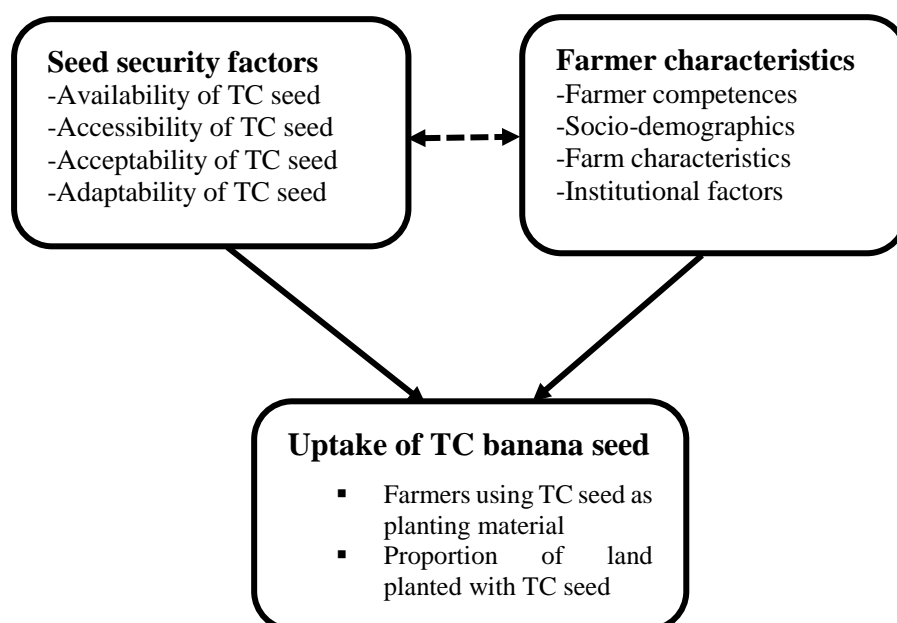 Seed security factors
-Availability of TC seed
-Accessibility of TC seed
-Acceptability of TC seed
-Adaptability of TC seed
Farmer characteristics
-Farmer competences
-Socio-demographics
-Farm characteristics
-Institutional factors
Uptake of TC banana seed
▪ Farmers using TC seed as
planting material
▪ Proportion of land
planted with TC seed